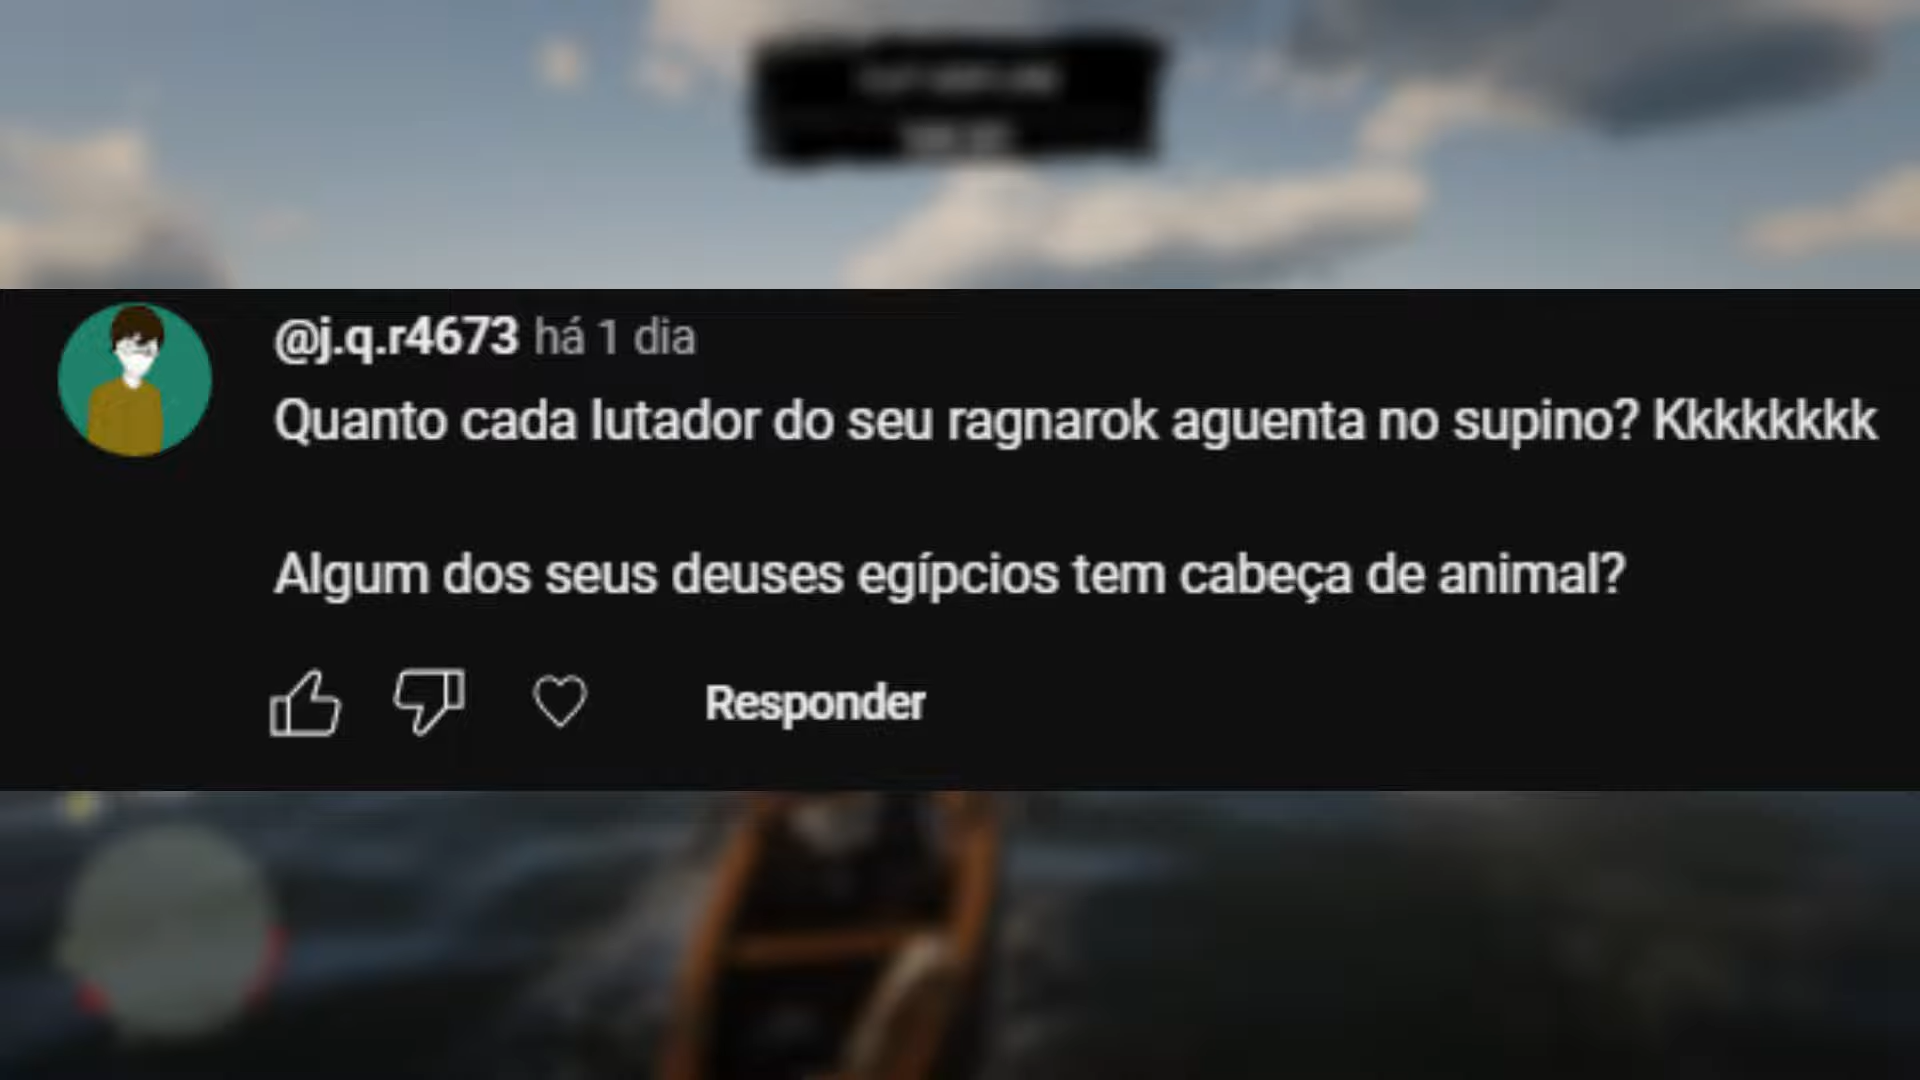 @j.q.r4673 há 1 dia
Quanto cada lutador do seu ragnarok aguenta no supino? Kkkkkkkk
Algum dos seus deuses egípcios tem cabeça de animal?
Responder